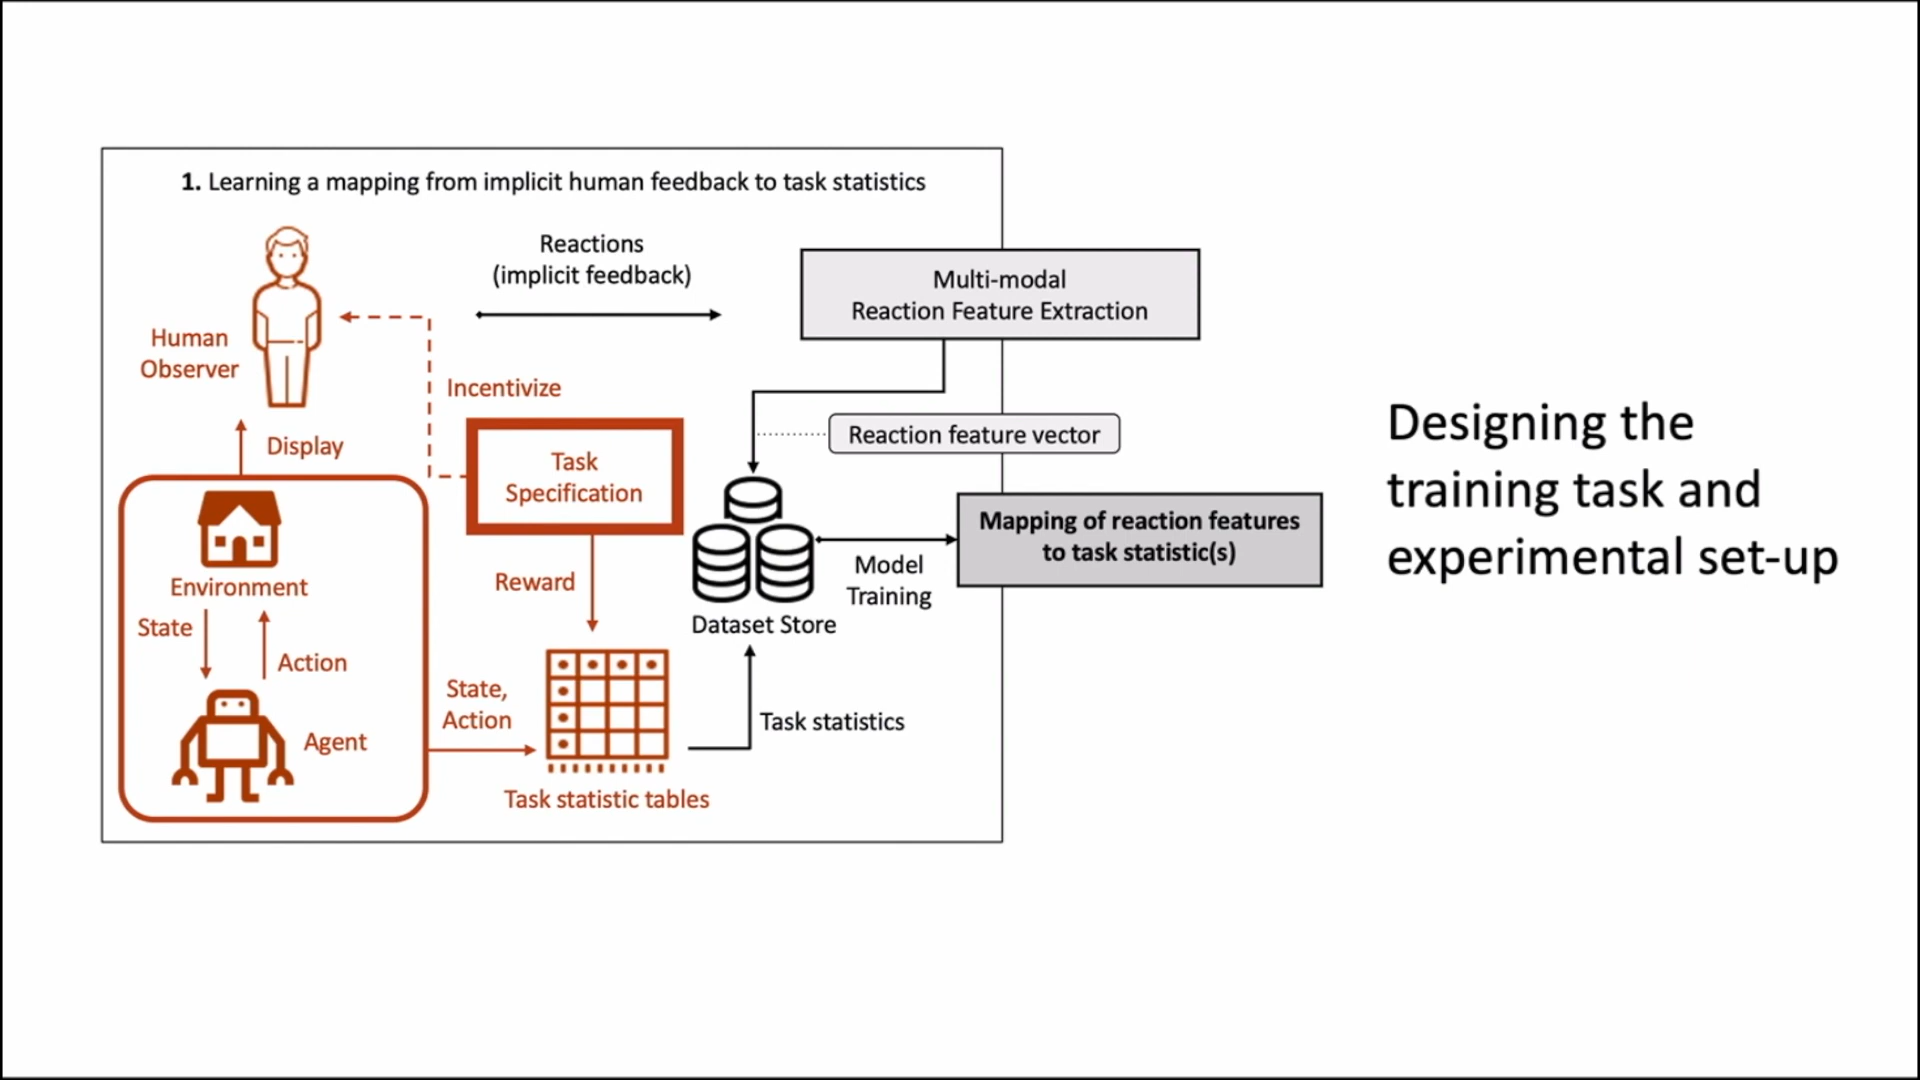 1. Learning a mapping from implicit human feedback to task statistics
Reactions
(implicit feedback)
Multi-modal
Reaction Feature Extraction
Human
Observer
Incentivize
Display
Task
Specification
Reaction feature vector
Mapping of reaction features
to task statistic(s)
Environment
Reward
Model
Training
State
Action
Dataset Store
State,
Action
Task statistics
Agent
Task statistic tables
Designing the
training task and
experimental set-up